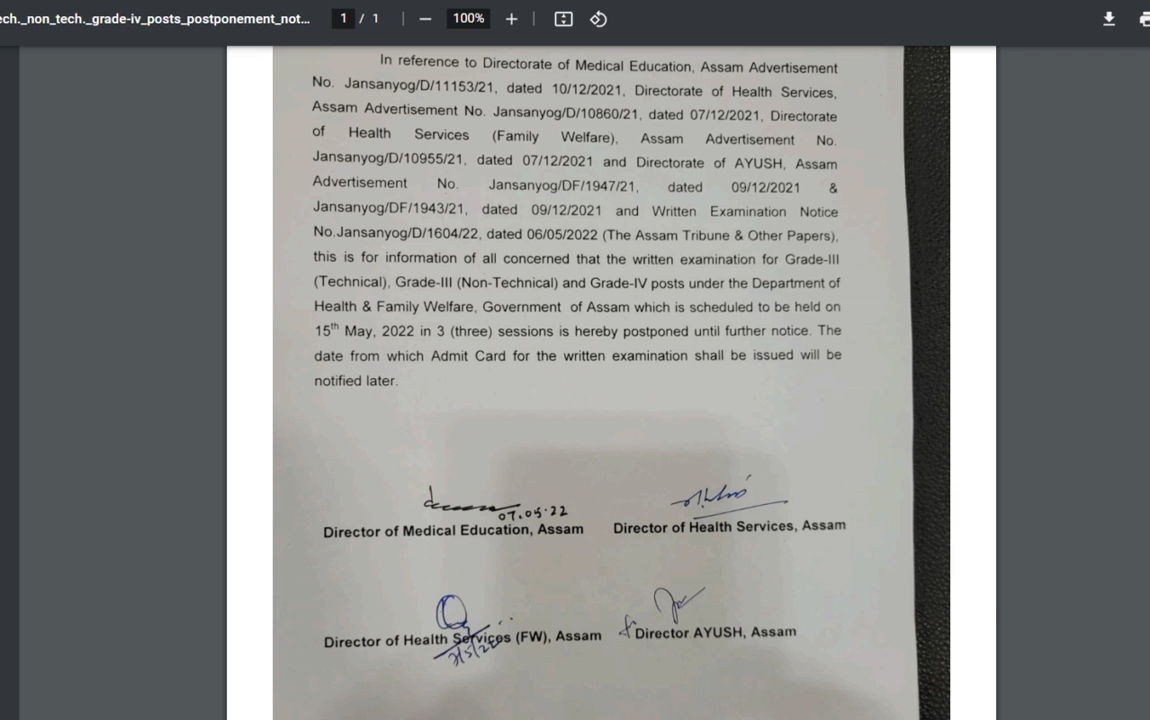 ech._non_tech._grade-iv_posts_postponement_not... 1 / 1 100%
In reference to Directorate of Medical Education, Assam Advertisement
No. Jansanyog/D/11153/21, dated 10/12/2021, Directorate of Health Services,
Assam Advertisement No. Jansanyog/D/10860/21, dated 07/12/2021, Directorate
of Health Services (Family Welfare), Assam Advertisement No.
Jansanyog/D/10955/21, dated 07/12/2021 and Directorate of AYUSH, Assam
Advertisement No. Jansanyog/DF/1947/21, dated 09/12/2021 &
Jansanyog/DF/1943/21, dated 09/12/2021 and Written Examination Notice
No.Jansanyog/D/1604/22, dated 06/05/2022 (The Assam Tribune & Other Papers),
this is for information of all concerned that the written examination for Grade-III
(Technical), Grade-III (Non-Technical) and Grade-IV posts under the Department of
Health & Family Welfare, Government of Assam which is scheduled to be held on
15th May, 2022 in 3 (three) sessions is hereby postponed until further notice. The
date from which Admit Card for the written examination shall be issued will be
notified later.
07.05.22
Director of Medical Education, Assam Director of Health Services, Assam
Director of Health Services (FW), Assam Director AYUSH, Assam